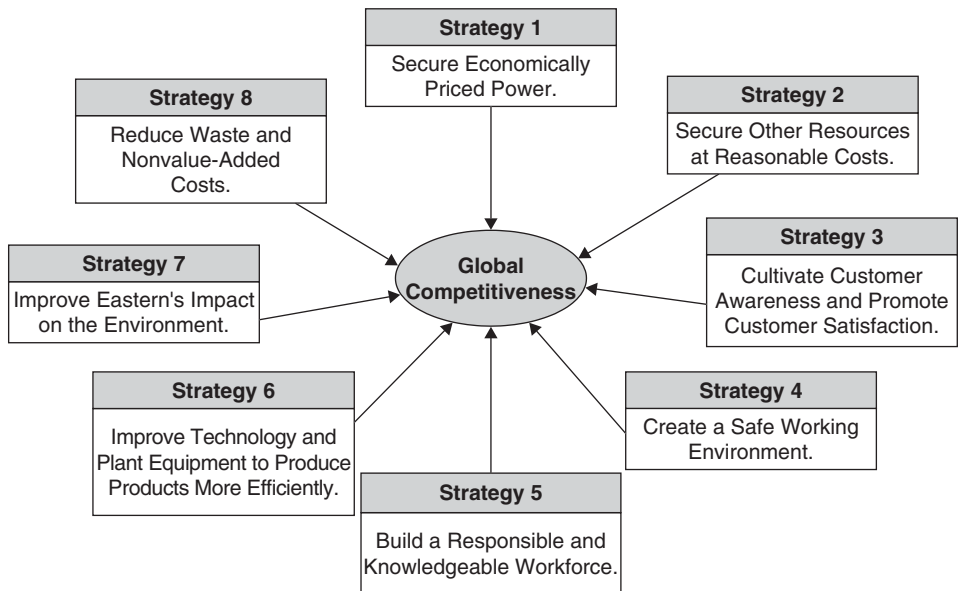 Strategy 1
Secure Economically
Priced Power.
Strategy 2
Secure Other Resources
at Reasonable Costs.
Strategy 3
Cultivate Customer
Awareness and Promote
Customer Satisfaction.
Strategy 4
Create a Safe Working
Environment.
Strategy 5
Build a Responsible and
Knowledgeable Workforce.
Strategy 6
Improve Technology and
Plant Equipment to Produce
Products More Efficiently.
Strategy 7
Improve Eastern's Impact
on the Environment.
Strategy 8
Reduce Waste and
Nonvalue-Added
Costs.
Global
Competitiveness